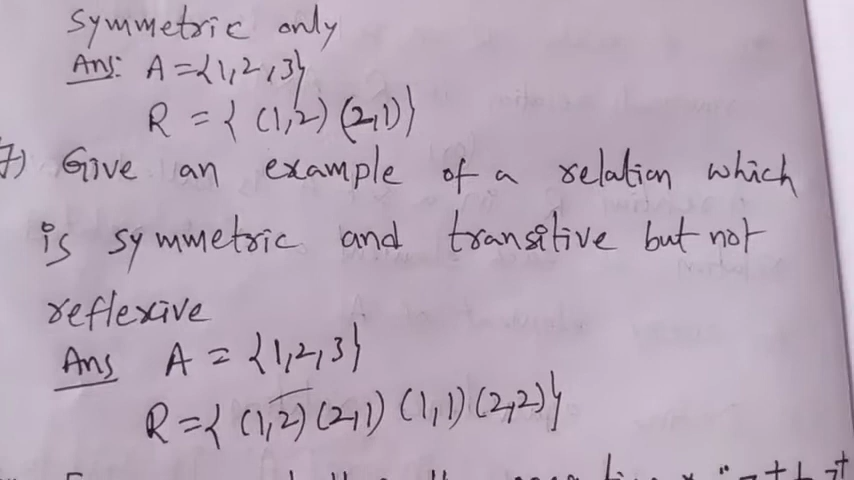 Symmetric only
Ans: A = {1,2,3}
R = { (1,2) (2,1)}
7) Give an example of a relation which
is symmetric and transitive but not
reflexive
Ans A = {1,2,3}
R = { (1,2) (2,1) (1,1) (2,2)}